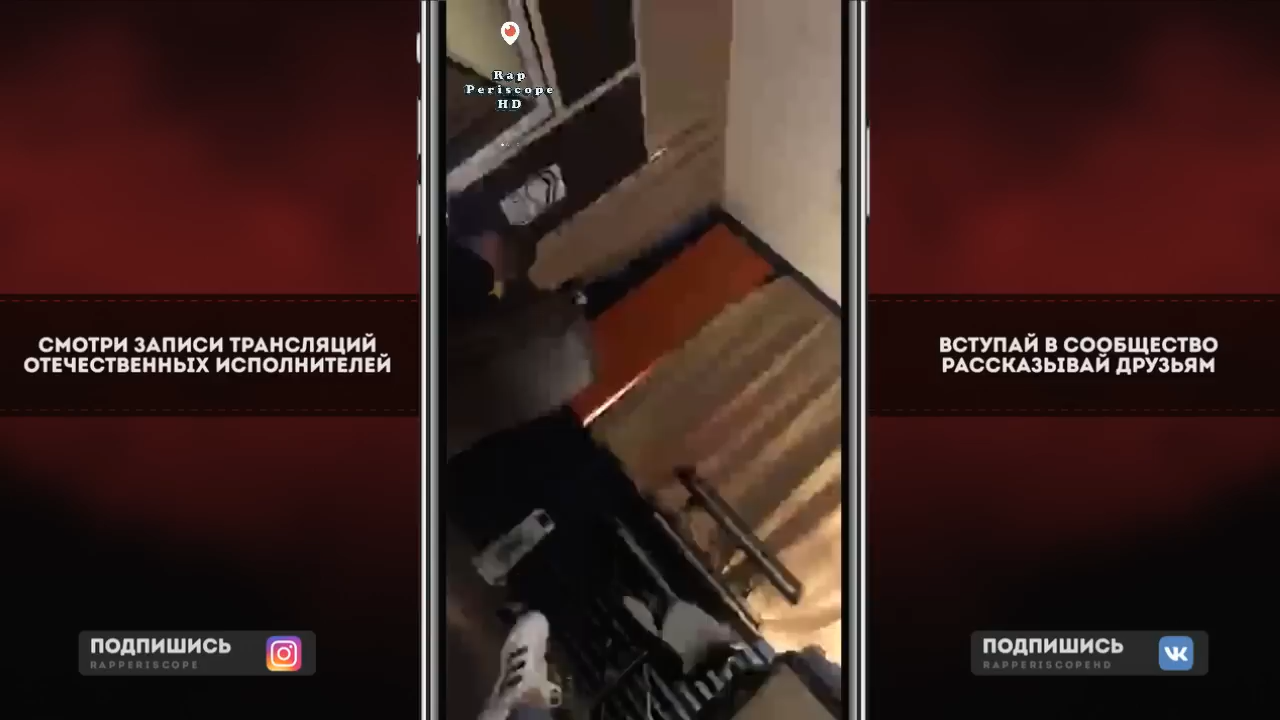 Rap
Periscope
HD
СМОТРИ ЗАПИСИ ТРАНСЛЯЦИЙ
ОТЕЧЕСТВЕННЫХ ИСПОЛНИТЕЛЕЙ
ВСТУПАЙ В СООБЩЕСТВО
РАССКАЗЫВАЙ ДРУЗЬЯМ
ПОДПИШИСЬ
RAPPERISCOPE
ПОДПИШИСЬ
RAPPERISCOPEHD